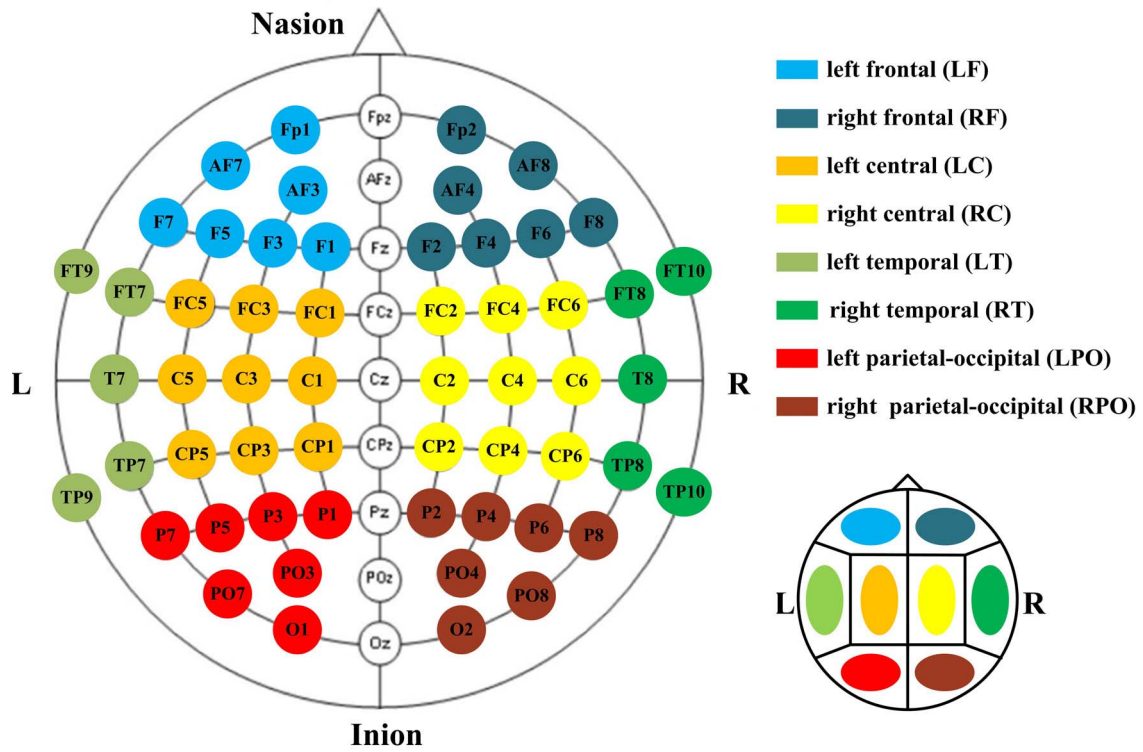 Nasion
left frontal (LF)
right frontal (RF)
left central (LC)
right central (RC)
left temporal (LT)
right temporal (RT)
left parietal-occipital (LPO)
right parietal-occipital (RPO)
Fp1 Fpz Fp2
AF7 AF3 AFz AF4 AF8
F7 F5 F3 F1 Fz F2 F4 F6 F8
FT9 FT7 FC5 FC3 FC1 FCz FC2 FC4 FC6 FT8 FT10
L T7 C5 C3 C1 Cz C2 C4 C6 T8 R
TP9 TP7 CP5 CP3 CP1 CPz CP2 CP4 CP6 TP8 TP10
P7 P5 P3 P1 Pz P2 P4 P6 P8
PO7 PO3 POz PO4 PO8
O1 Oz O2
Inion
L R